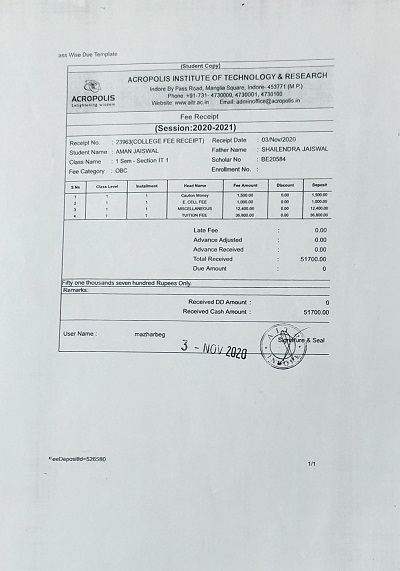 ass Wise Due Template
(Student Copy)
ACROPOLIS INSTITUTE OF TECHNOLOGY & RESEARCH
Indore By Pass Road, Manglia Square, Indore- 453771 (M.P.)
Phone. +91-731- 4730000, 4730001, 4730100
Website: www.aitr.ac.in Email: adminoffice@acropolis.in
ACROPOLIS
Enlightening wisdom
Fee Receipt
(Session:2020-2021)
Receipt No. : 23963(COLLEGE FEE RECEIPT) Receipt Date : 03/Nov/2020
Student Name : AMAN JAISWAL Father Name : SHAILENDRA JAISWAL
Class Name : 1 Sem - Section IT 1 Scholar No : BE20584
Fee Category : OBC Enrollment No. :
S No Class Level Installment Head Name Fee Amount Discount Deposit
1 1 1 Caution Money 1,500.00 0.00 1,500.00
2 1 1 E. CELL FEE 1,000.00 0.00 1,000.00
3 1 1 MISCELLANEOUS 12,400.00 0.00 12,400.00
4 1 1 TUITION FEE 36,800.00 0.00 36,800.00
Late Fee : 0.00
Advance Adjusted : 0.00
Advance Received : 0.00
Total Received : 51700.00
Due Amount : 0
Fifty one thousands seven hundred Rupees Only.
Remarks:
Received DD Amount : 0
Received Cash Amount : 51700.00
User Name : mazharbeg
Signature & Seal
3 - NOV 2020
INDORE
eeDepositId=526580
1/1